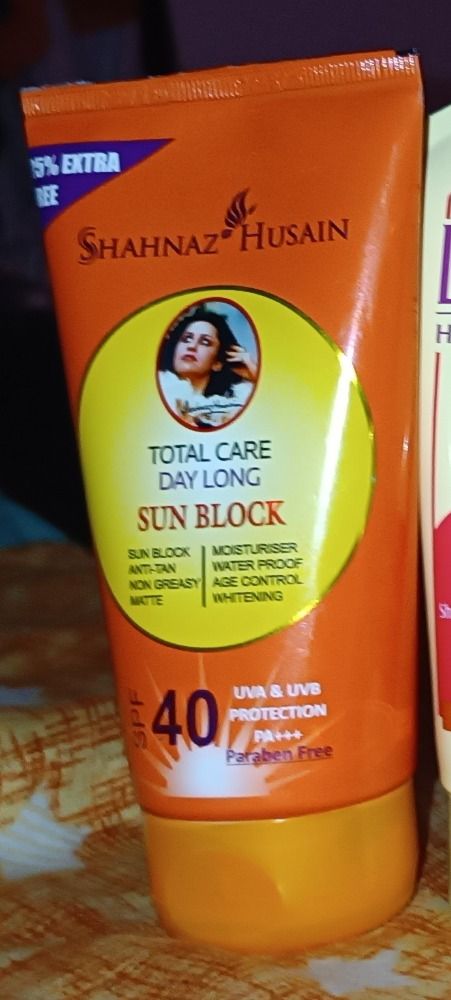 5% EXTRA
SHAHNAZ HUSAIN
TOTAL CARE
DAY LONG
SUN BLOCK
SUN BLOCK
ANTI-TAN
NON GREASY
MATTE
MOISTURISER
WATER PROOF
AGE CONTROL
WHITENING
SPF 40
UVA & UVB
PROTECTION
PA+++
Paraben Free